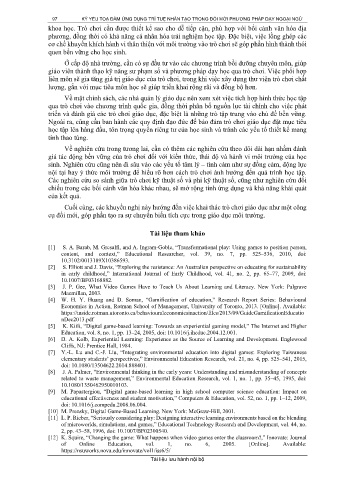 97 KỶ YẾU TỌA ĐÀM ỨNG DỤNG TRÍ TUỆ NHÂN TẠO TRONG ĐỔI MỚI PHƯƠNG PHÁP DẠY NGOẠI NGỮ
khoa học. Trò chơi cần được thiết kế sao cho dễ tiếp cận, phù hợp với bối cảnh văn hóa địa
phương, đồng thời có khả năng cá nhân hóa trải nghiệm học tập. Đặc biệt, việc lồng ghép các
cơ chế khuyến khích hành vi thân thiện với môi trường vào trò chơi sẽ góp phần hình thành thói
quen bền vững cho học sinh.
Ở cấp độ nhà trường, cần có sự đầu tư vào các chương trình bồi dưỡng chuyên môn, giúp
giáo viên thành thạo kỹ năng sư phạm số và phương pháp dạy học qua trò chơi. Việc phối hợp
liên môn sẽ gia tăng giá trị giáo dục của trò chơi, trong khi việc xây dựng thư viện trò chơi chất
lượng, gắn với mục tiêu môn học sẽ giúp triển khai rộng rãi và đồng bộ hơn.
Về mặt chính sách, các nhà quản lý giáo dục nên xem xét việc tích hợp hình thức học tập
qua trò chơi vào chương trình quốc gia, đồng thời phân bổ nguồn lực tài chính cho việc phát
triển và đánh giá các trò chơi giáo dục, đặc biệt là những trò tập trung vào chủ đề bền vững.
Ngoài ra, cũng cần ban hành các quy định đạo đức để bảo đảm trò chơi giáo dục đặt mục tiêu
học tập lên hàng đầu, tôn trọng quyền riêng tư của học sinh và tránh các yếu tố thiết kế mang
tính thao túng.
Về nghiên cứu trong tương lai, cần có thêm các nghiên cứu theo dõi dài hạn nhằm đánh
giá tác động bền vững của trò chơi đối với kiến thức, thái độ và hành vi môi trường của học
sinh. Nghiên cứu cũng nên đi sâu vào các yếu tố tâm lý – tình cảm như sự đồng cảm, động lực
nội tại hay ý thức môi trường để hiểu rõ hơn cách trò chơi ảnh hưởng đến quá trình học tập.
Các nghiên cứu so sánh giữa trò chơi kỹ thuật số và phi kỹ thuật số, cũng như nghiên cứu đối
chiếu trong các bối cảnh văn hóa khác nhau, sẽ mở rộng tính ứng dụng và khả năng khái quát
của kết quả.
Cuối cùng, các khuyến nghị này hướng đến việc khai thác trò chơi giáo dục như một công
cụ đổi mới, góp phần tạo ra sự chuyển biến tích cực trong giáo dục môi trường.
Tài liệu tham khảo
[1] S. A. Barab, M. Gresalfi, and A. Ingram-Goble, "Transformational play: Using games to position person,
content, and context," Educational Researcher, vol. 39, no. 7, pp. 525–536, 2010, doi:
10.3102/0013189X10386593.
[2] S. Elliott and J. Davis, "Exploring the resistance: An Australian perspective on educating for sustainability
in early childhood," International Journal of Early Childhood, vol. 41, no. 2, pp. 65–77, 2009, doi:
10.1007/BF03168882.
[3] J. P. Gee, What Video Games Have to Teach Us About Learning and Literacy. New York: Palgrave
Macmillan, 2003.
[4] W. H. Y. Huang and D. Soman, "Gamification of education," Research Report Series: Behavioural
Economics in Action, Rotman School of Management, University of Toronto, 2013. [Online]. Available:
https://inside.rotman.utoronto.ca/behaviouraleconomicsinaction/files/2013/09/GuideGamificationEducatio
nDec2013.pdf
[5] K. Kiili, "Digital game-based learning: Towards an experiential gaming model," The Internet and Higher
Education, vol. 8, no. 1, pp. 13–24, 2005, doi: 10.1016/j.iheduc.2004.12.001.
[6] D. A. Kolb, Experiential Learning: Experience as the Source of Learning and Development. Englewood
Cliffs, NJ: Prentice Hall, 1984.
[7] Y.-L. Lu and C.-J. Liu, "Integrating environmental education into digital games: Exploring Taiwanese
elementary students' perspectives," Environmental Education Research, vol. 21, no. 4, pp. 525–541, 2015,
doi: 10.1080/13504622.2014.898601.
[8] J. A. Palmer, "Environmental thinking in the early years: Understanding and misunderstanding of concepts
related to waste management," Environmental Education Research, vol. 1, no. 1, pp. 35–45, 1995, doi:
10.1080/1350462950010103.
[9] M. Papastergiou, "Digital game-based learning in high school computer science education: Impact on
educational effectiveness and student motivation," Computers & Education, vol. 52, no. 1, pp. 1–12, 2009,
doi: 10.1016/j.compedu.2008.06.004.
[10] M. Prensky, Digital Game-Based Learning. New York: McGraw-Hill, 2001.
[11] L. P. Rieber, "Seriously considering play: Designing interactive learning environments based on the blending
of microworlds, simulations, and games," Educational Technology Research and Development, vol. 44, no.
2, pp. 43–58, 1996, doi: 10.1007/BF02300540.
[12] K. Squire, "Changing the game: What happens when video games enter the classroom?," Innovate: Journal
of Online Education, vol. 1, no. 6, 2005. [Online]. Available:
https://nsuworks.nova.edu/innovate/vol1/iss6/5/
Tài liệu lưu hành nội bộ